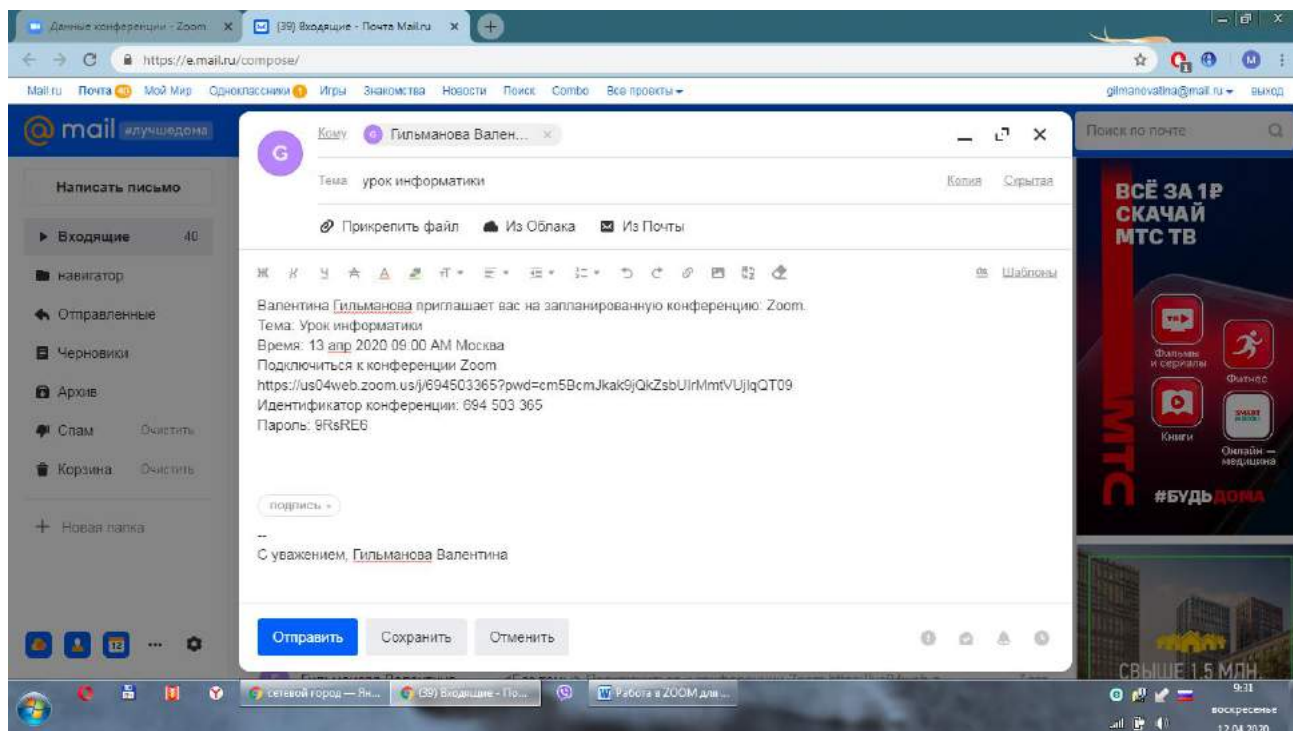 Данные конференции - Zoom
(39) Входящие - Почта Mail.ru
https://e.mail.ru/compose/
Mail.ru Почта 40 Мой Мир Одноклассники 1 Игры Знакомства Новости Поиск Combo Все проекты
gilmanovatina@mail.ru выход
mail #лучшедома
Поиск по почте
Кому G Гильманова Вален...
G
Тема урок информатики
Копия Скрытая
Написать письмо
Прикрепить файл Из Облака Из Почты
Входящие 40
навигатор
Отправленные
Черновики
Архив
Спам Очистить
Корзина Очистить
Новая папка
Ж К Ч А А
Шаблоны
Валентина Гильманова приглашает вас на запланированную конференцию: Zoom.
Тема: Урок информатики
Время: 13 апр 2020 09:00 AM Москва
Подключиться к конференции Zoom
https://us04web.zoom.us/j/694503365?pwd=cm5BcmJkak9jQkZsbUIrMmtVUjlqQT09
Идентификатор конференции: 694 503 365
Пароль: 9RsRE6
подпись
--
С уважением, Гильманова Валентина
Отправить Сохранить Отменить
ВСЁ ЗА 1₽
СКАЧАЙ
МТС ТВ
Фильмы
и сериалы
Фитнес
Книги
Онлайн —
медицина
МТС
#БУДЬДОМА
СВЫШЕ 1.5 МЛН.
12
сетевой город — Ян...
(39) Входящие - По...
Работа в ZOOM для ...
9:31
воскресенье
12.04.2020